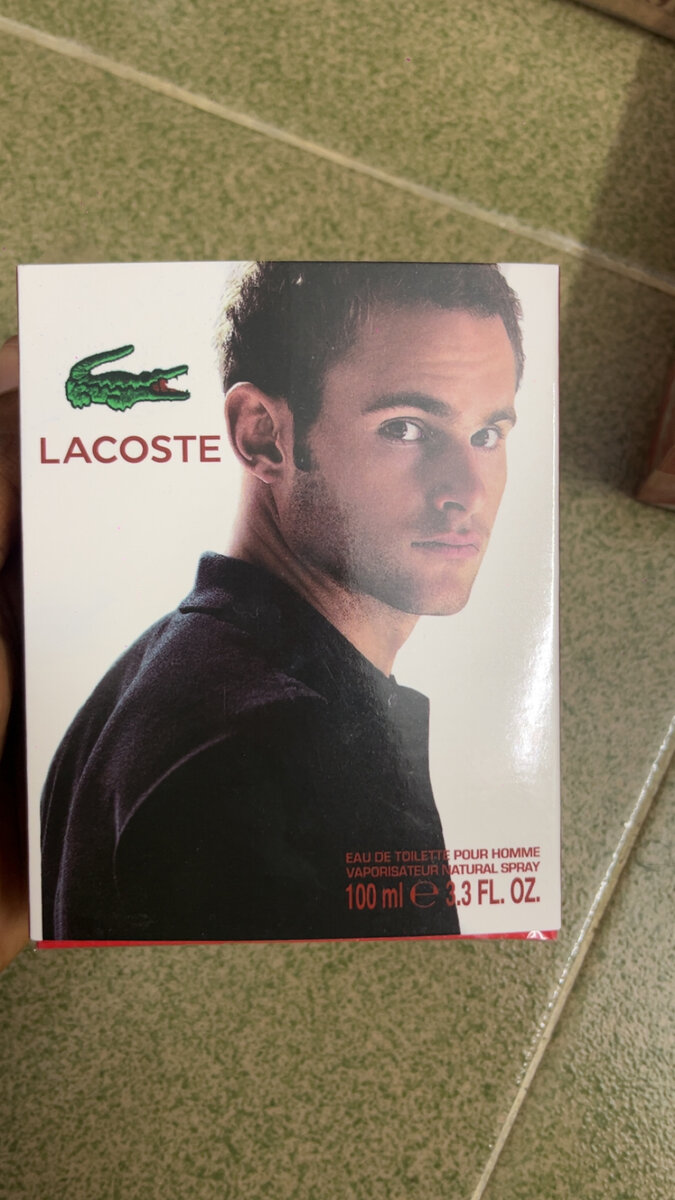 LACOSTE
EAU DE TOILETTE POUR HOMME
VAPORISATEUR NATURAL SPRAY
100 ml ℮ 3.3 FL. OZ.